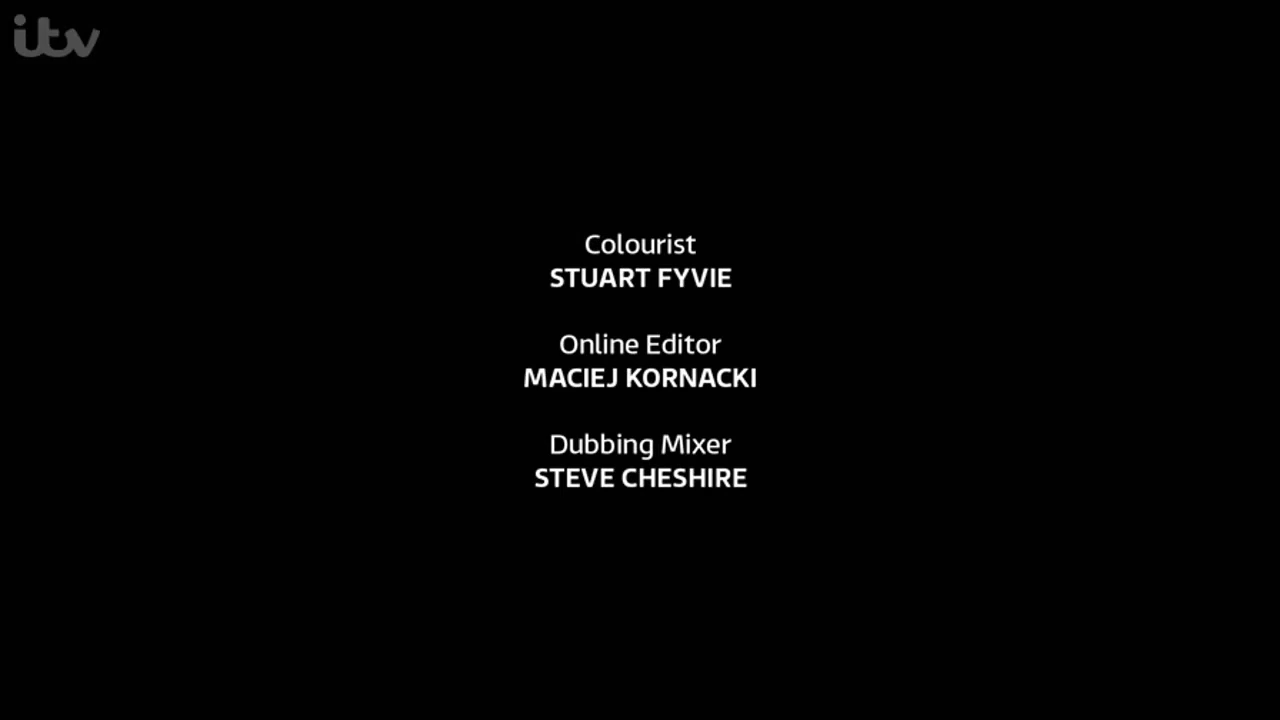 itv
Colourist
STUART FYVIE
Online Editor
MACIEJ KORNACKI
Dubbing Mixer
STEVE CHESHIRE